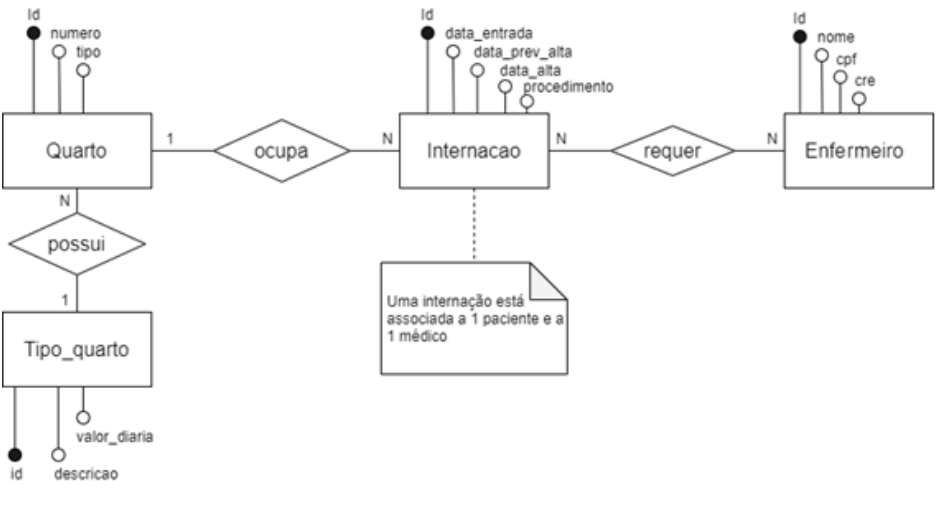 Id
numero
tipo
Quarto
1
ocupa
N
Id
data_entrada
data_prev_alta
data_alta
procedimento
Internacao
N
requer
N
Id
nome
cpf
cre
Enfermeiro
N
possui
1
Tipo_quarto
valor_diaria
id
descricao
Uma internação está
associada a 1 paciente e a
1 médico